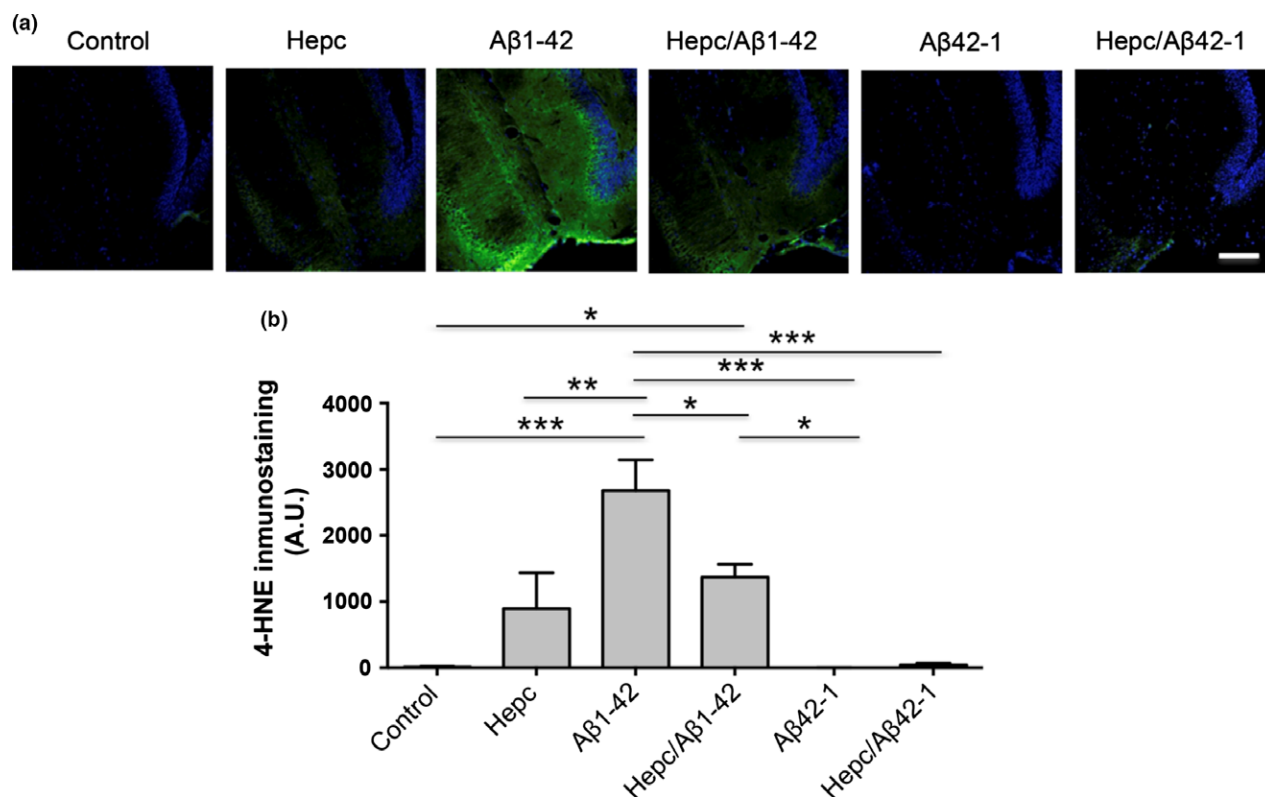 (a)
Control Hepc Aβ1-42 Hepc/Aβ1-42 Aβ42-1 Hepc/Aβ42-1
(b)
*
***
***
** *
*** *
4-HNE inmunostaining
(A.U.)
4000
3000
2000
1000
0
Control Hepc Aβ1-42 Hepc/Aβ1-42 Aβ42-1 Hepc/Aβ42-1